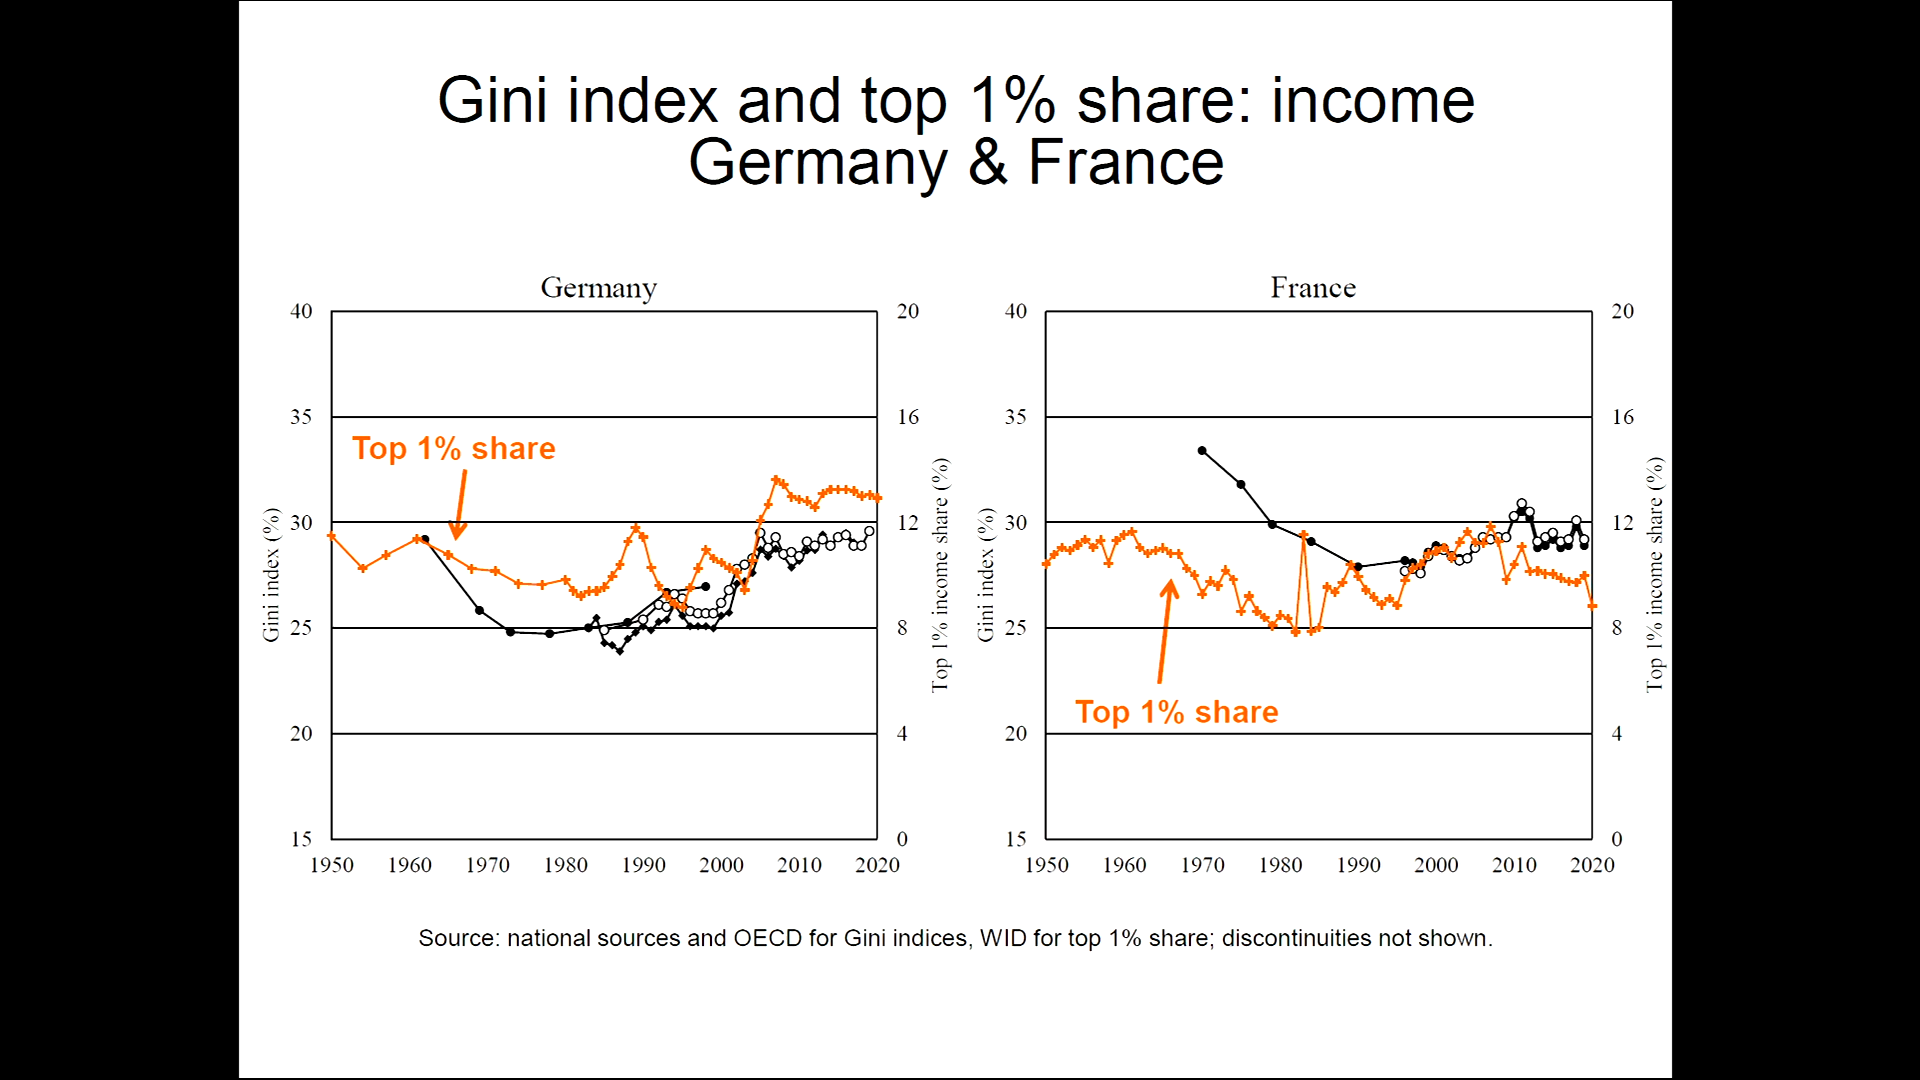 Gini index and top 1% share: income
Germany & France
Germany
40
35
30
25
20
15
Gini index (%)
20
16
12
8
4
0
Top 1% income share (%)
1950 1960 1970 1980 1990 2000 2010 2020
Top 1% share
France
40
35
30
25
20
15
Gini index (%)
20
16
12
8
4
0
Top 1% income share (%)
1950 1960 1970 1980 1990 2000 2010 2020
Top 1% share
Source: national sources and OECD for Gini indices, WID for top 1% share; discontinuities not shown.